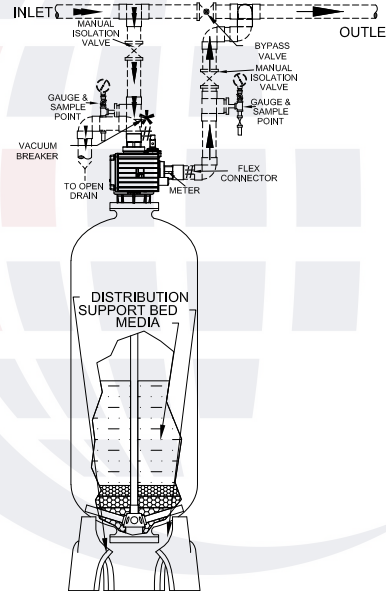 INLET
OUTLE
MANUAL
ISOLATION
VALVE
BYPASS
VALVE
MANUAL
ISOLATION
VALVE
GAUGE &
SAMPLE
POINT
GAUGE &
SAMPLE
POINT
VACUUM
BREAKER
FLEX
CONNECTOR
METER
TO OPEN
DRAIN
DISTRIBUTION
SUPPORT BED
MEDIA